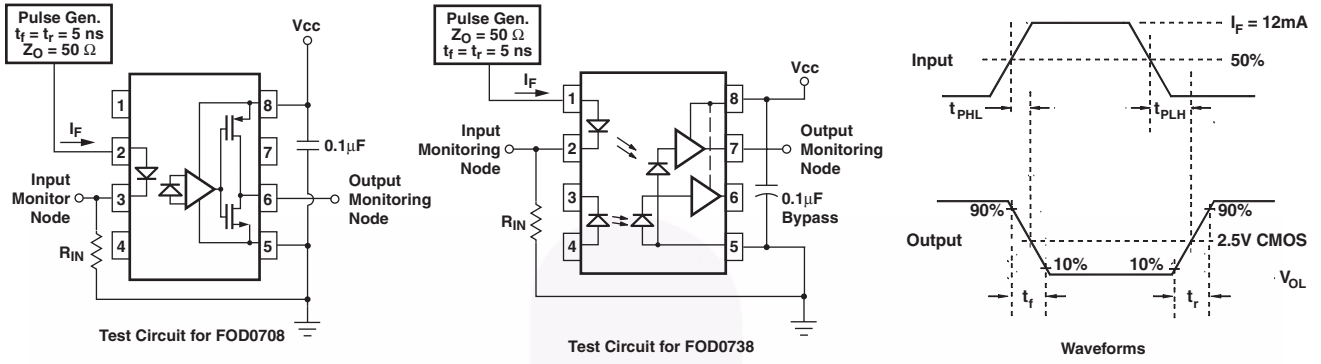 Pulse Gen.
tf = tr = 5 ns
ZO = 50 Ω
Vcc
1
2
3
4
8
7
6
5
IF
0.1μF
Input
Monitor
Node
Output
Monitoring
Node
RIN
Test Circuit for FOD0708
Pulse Gen.
ZO = 50 Ω
tf = tr = 5 ns
IF
Vcc
1
2
3
4
8
7
6
5
Input
Monitoring
Node
Output
Monitoring
Node
0.1μF
Bypass
RIN
Test Circuit for FOD0738
IF = 12mA
Input
50%
tPHL
tPLH
90%
90%
Output
2.5V CMOS
10%
10%
VOL
tf
tr
Waveforms